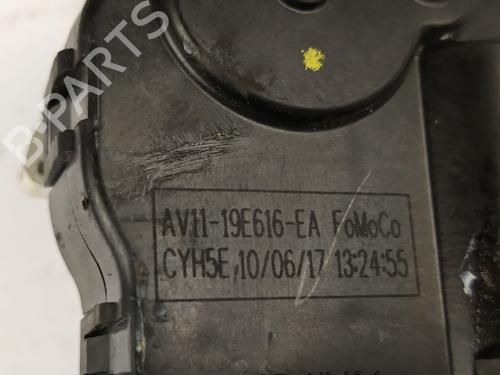 B-PARTS
AV11-19E616-EA FoMoCo
CYH5E 10/06/17 13:24:55